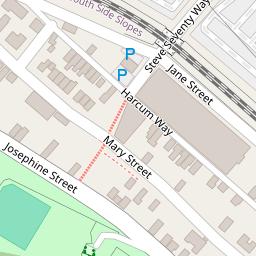 South Side Slopes
Steve Seventy Way
P
P
Jane Street
Harcum Way
Mary Street
Josephine Street